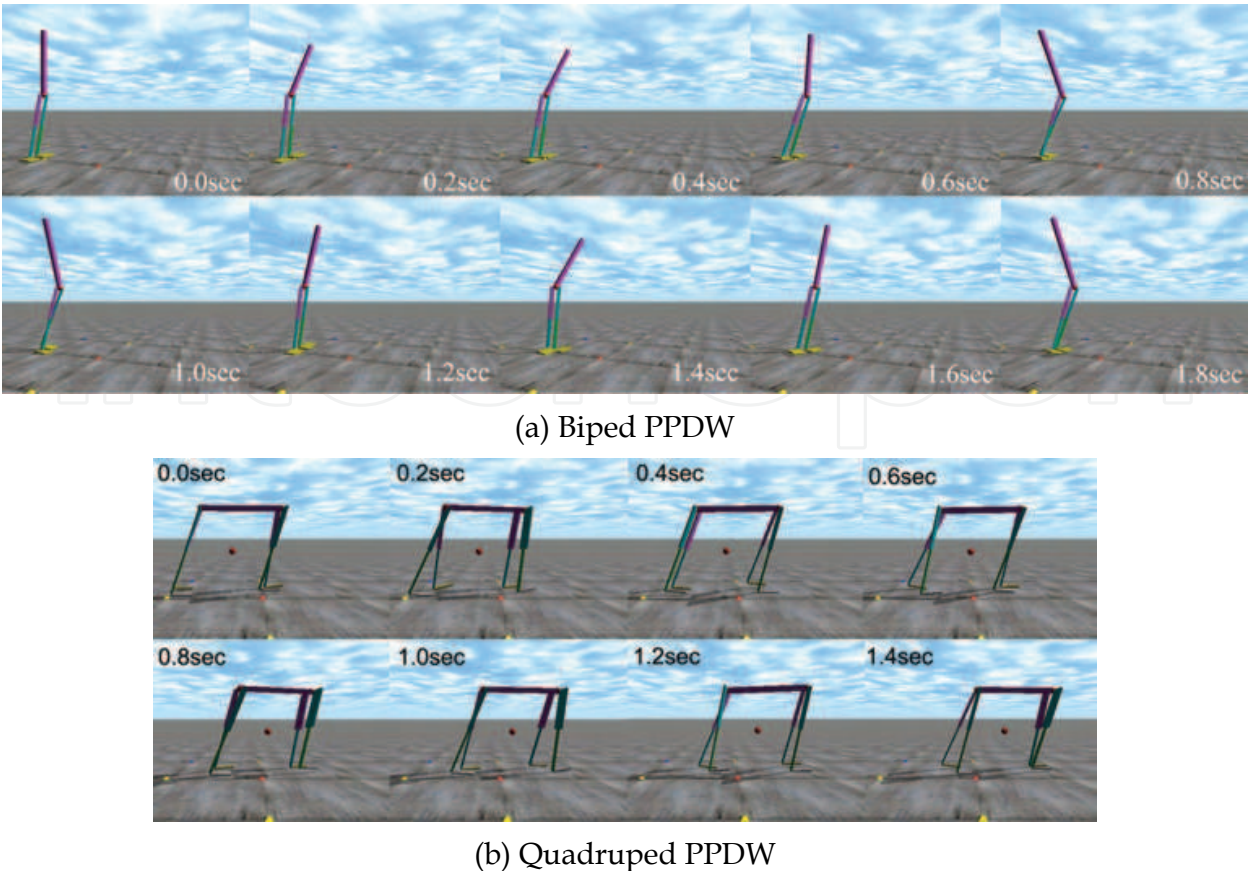 0.0sec 0.2sec 0.4sec 0.6sec 0.8sec
1.0sec 1.2sec 1.4sec 1.6sec 1.8sec
(a) Biped PPDW
0.0sec 0.2sec 0.4sec 0.6sec
0.8sec 1.0sec 1.2sec 1.4sec
(b) Quadruped PPDW